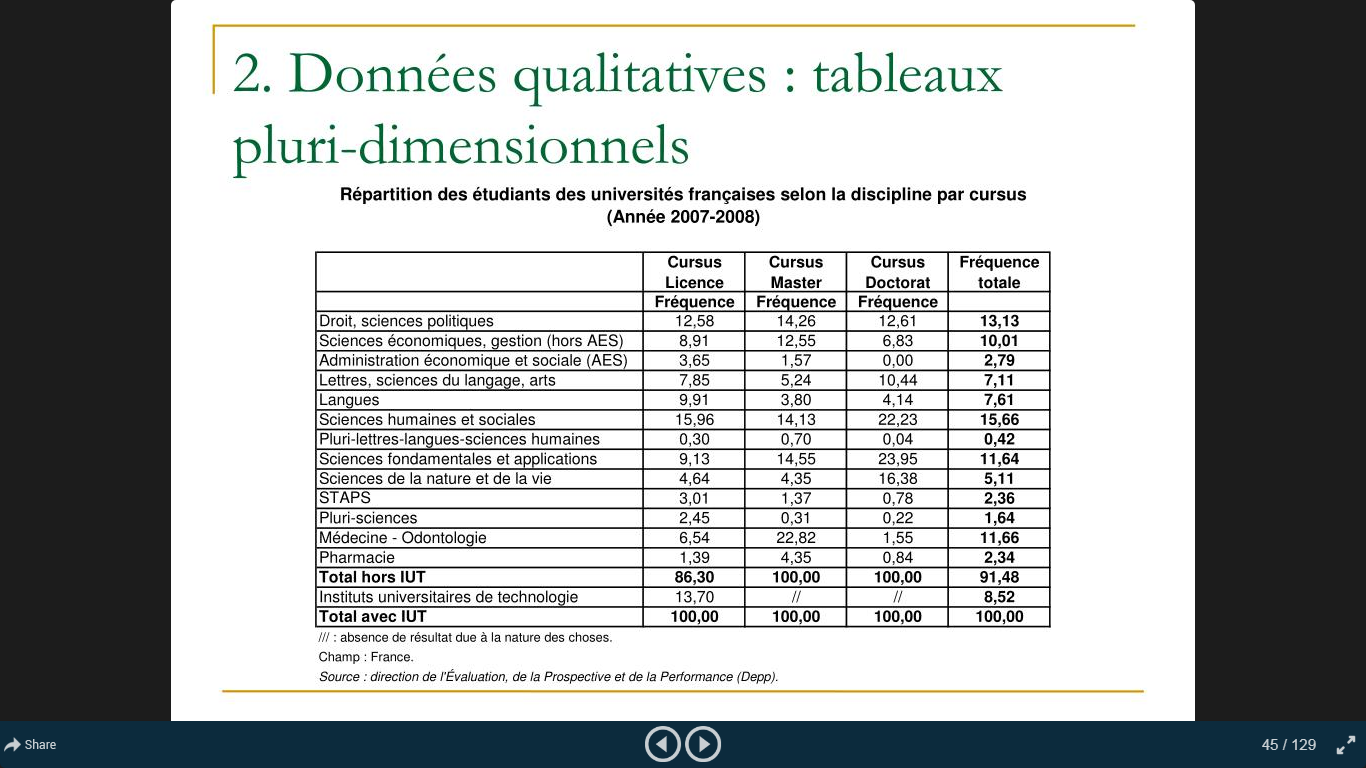 2. Données qualitatives : tableaux
pluri-dimensionnels
Répartition des étudiants des universités françaises selon la discipline par cursus
(Année 2007-2008)
Cursus Licence Cursus Master Cursus Doctorat Fréquence totale
Fréquence Fréquence Fréquence
Droit, sciences politiques 12,58 14,26 12,61 13,13
Sciences économiques, gestion (hors AES) 8,91 12,55 6,83 10,01
Administration économique et sociale (AES) 3,65 1,57 0,00 2,79
Lettres, sciences du langage, arts 7,85 5,24 10,44 7,11
Langues 9,91 3,80 4,14 7,61
Sciences humaines et sociales 15,96 14,13 22,23 15,66
Pluri-lettres-langues-sciences humaines 0,30 0,70 0,04 0,42
Sciences fondamentales et applications 9,13 14,55 23,95 11,64
Sciences de la nature et de la vie 4,64 4,35 16,38 5,11
STAPS 3,01 1,37 0,78 2,36
Pluri-sciences 2,45 0,31 0,22 1,64
Médecine - Odontologie 6,54 22,82 1,55 11,66
Pharmacie 1,39 4,35 0,84 2,34
Total hors IUT 86,30 100,00 100,00 91,48
Instituts universitaires de technologie 13,70 // // 8,52
Total avec IUT 100,00 100,00 100,00 100,00
/// : absence de résultat due à la nature des choses.
Champ : France.
Source : direction de l'Évaluation, de la Prospective et de la Performance (Depp).
Share 45 / 129